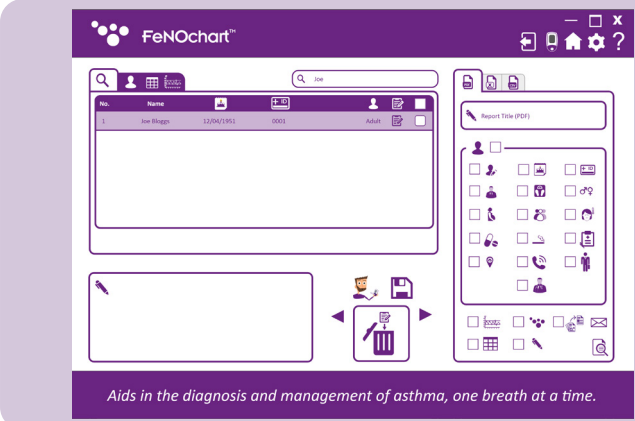 FeNOchart™
Joe
No. Name + ID
1 Joe Bloggs 12/04/1951 0001 Adult
Report Title (PDF)
Aids in the diagnosis and management of asthma, one breath at a time.